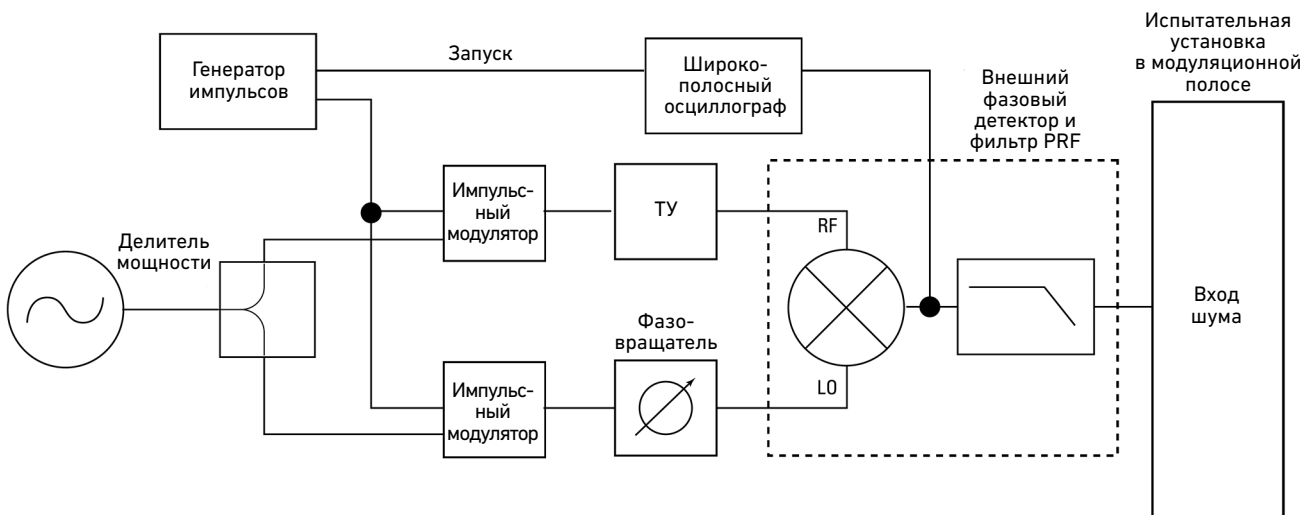 Генератор
импульсов
Запуск
Широко-
полосный
осциллограф
Внешний
фазовый
детектор и
фильтр PRF
Испытательная
установка
в модуляционной
полосе
Делитель
мощности
Импульс-
ный
модулятор
ТУ
RF
Фазо-
вращатель
Импульс-
ный
модулятор
LO
Вход
шума